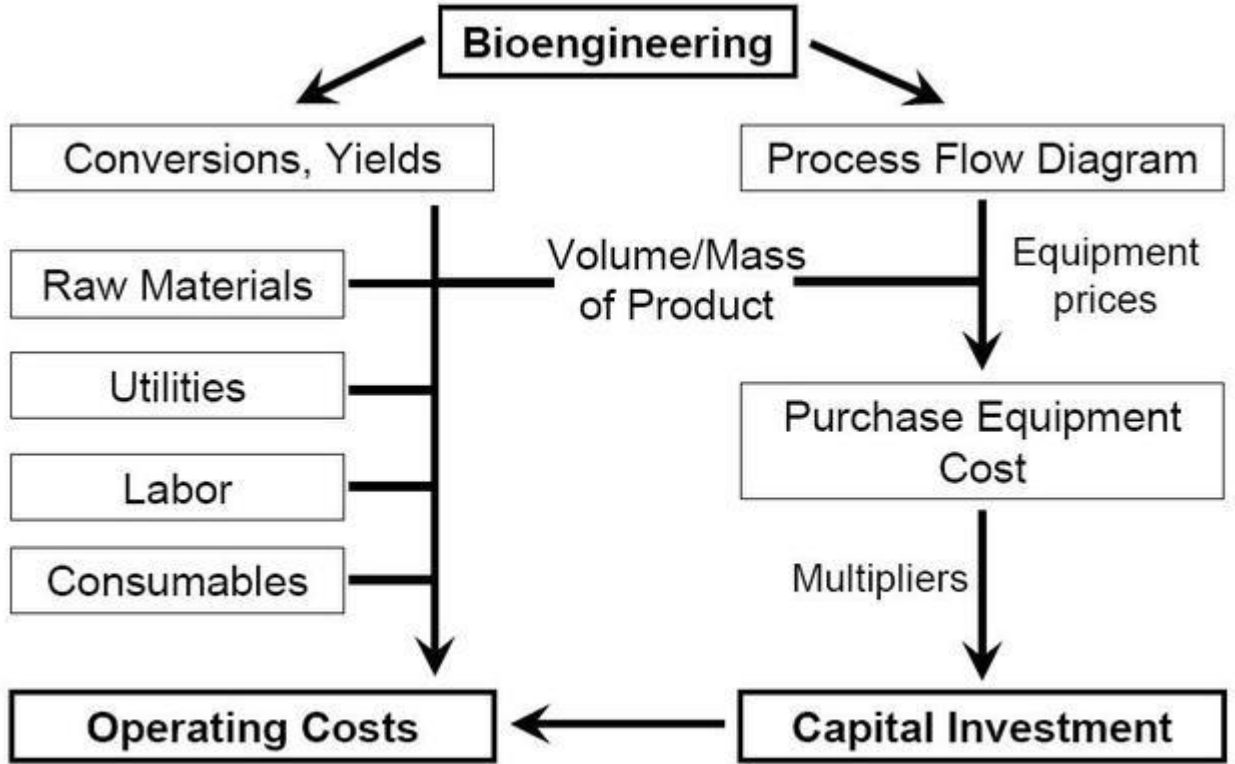 Bioengineering
Conversions, Yields
Process Flow Diagram
Raw Materials
Volume/Mass
of Product
Equipment
prices
Utilities
Purchase Equipment
Cost
Labor
Consumables
Multipliers
Operating Costs
Capital Investment